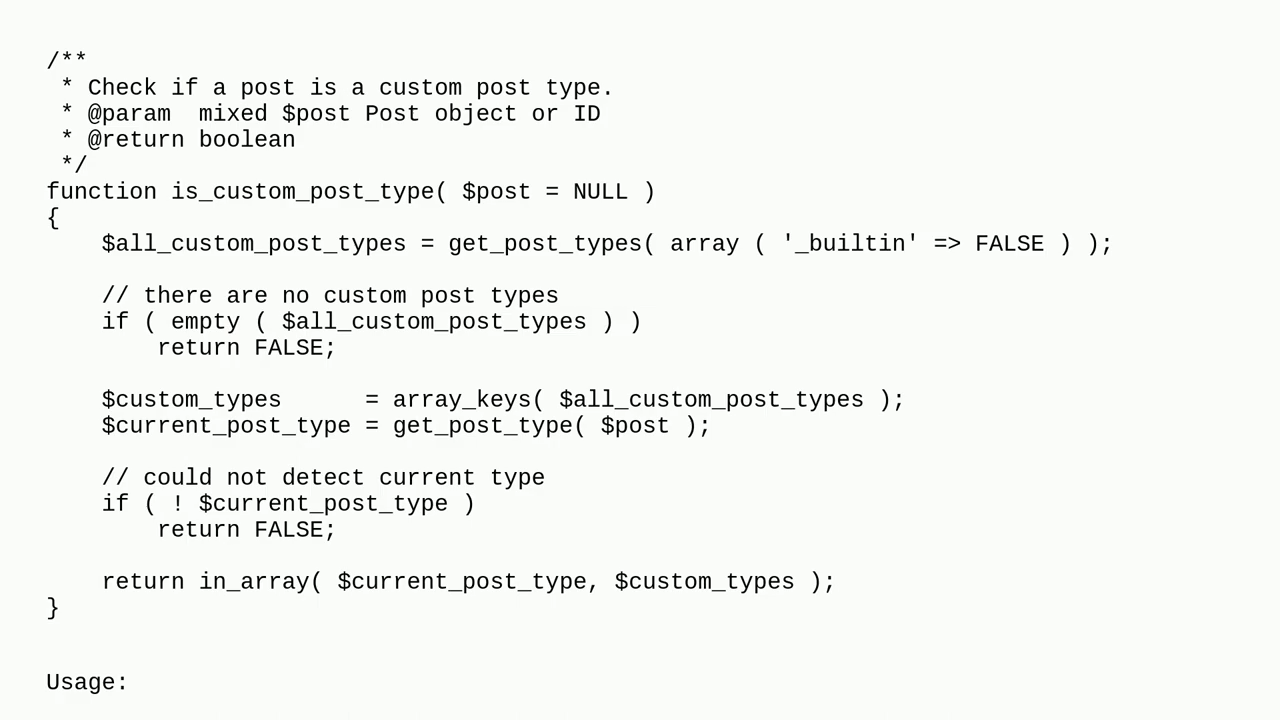 /**
 * Check if a post is a custom post type.
 * @param  mixed $post Post object or ID
 * @return boolean
 */
function is_custom_post_type( $post = NULL )
{
    $all_custom_post_types = get_post_types( array ( '_builtin' => FALSE ) );

    // there are no custom post types
    if ( empty ( $all_custom_post_types ) )
        return FALSE;

    $custom_types      = array_keys( $all_custom_post_types );
    $current_post_type = get_post_type( $post );

    // could not detect current type
    if ( ! $current_post_type )
        return FALSE;

    return in_array( $current_post_type, $custom_types );
}

Usage: